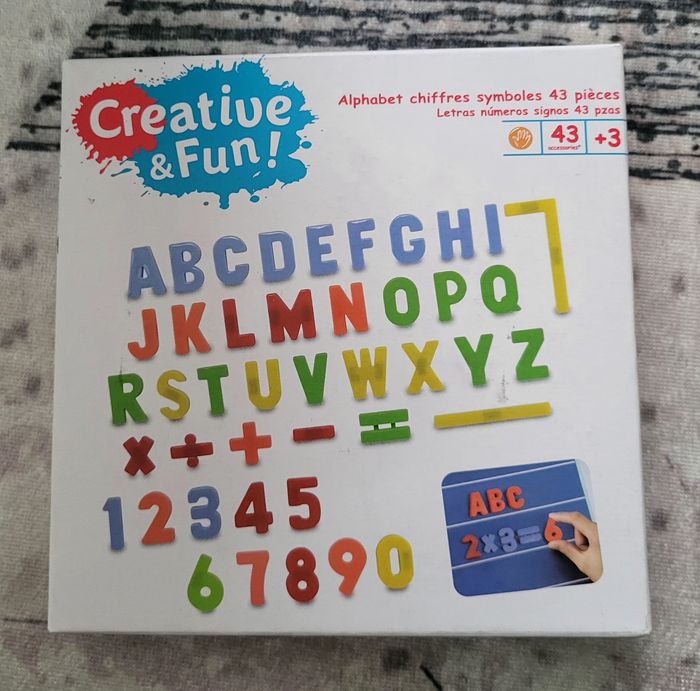 Creative
& Fun!
Alphabet chiffres symboles 43 pièces
Letras números signos 43 pzas
43 +3
accessories*
ABCDEFGHI
JKLMNOPQ
RSTUVWXYZ
×÷+−=
12345
67890
ABC
2×3=6